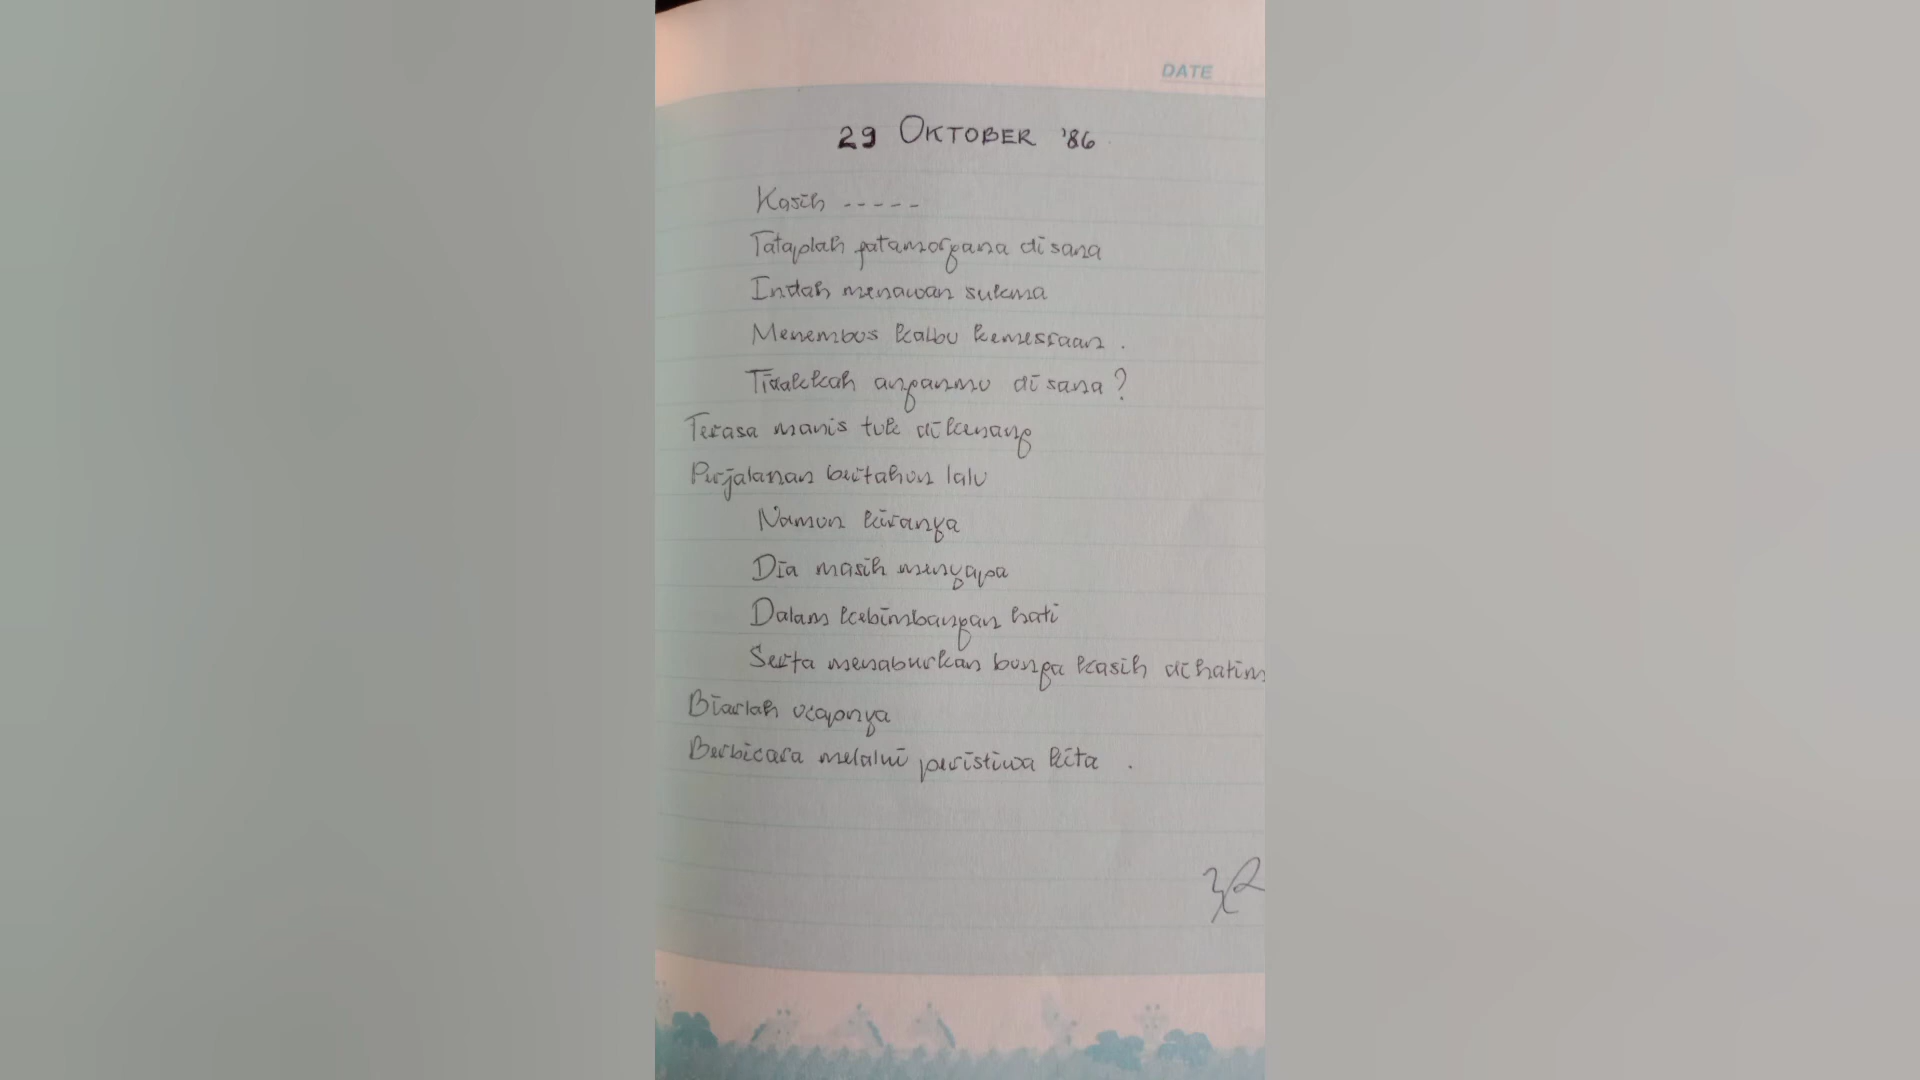 DATE
29 OKTOBER '86
Kasih -----
Tataplah fatamorgana disana
Indah menawan sukma
Menembus kalbu kemesraan .
Tidakkah anganmu di sana?
Terasa manis tuk dikenang
Perjalanan bertahun lalu
Namun kiranya
Dia masih menyapa
Dalam kebimbangan hati
Serta menaburkan bunga kasih dihatim
Biarlah ucapnya
Berbicara melalui peristiwa kita .